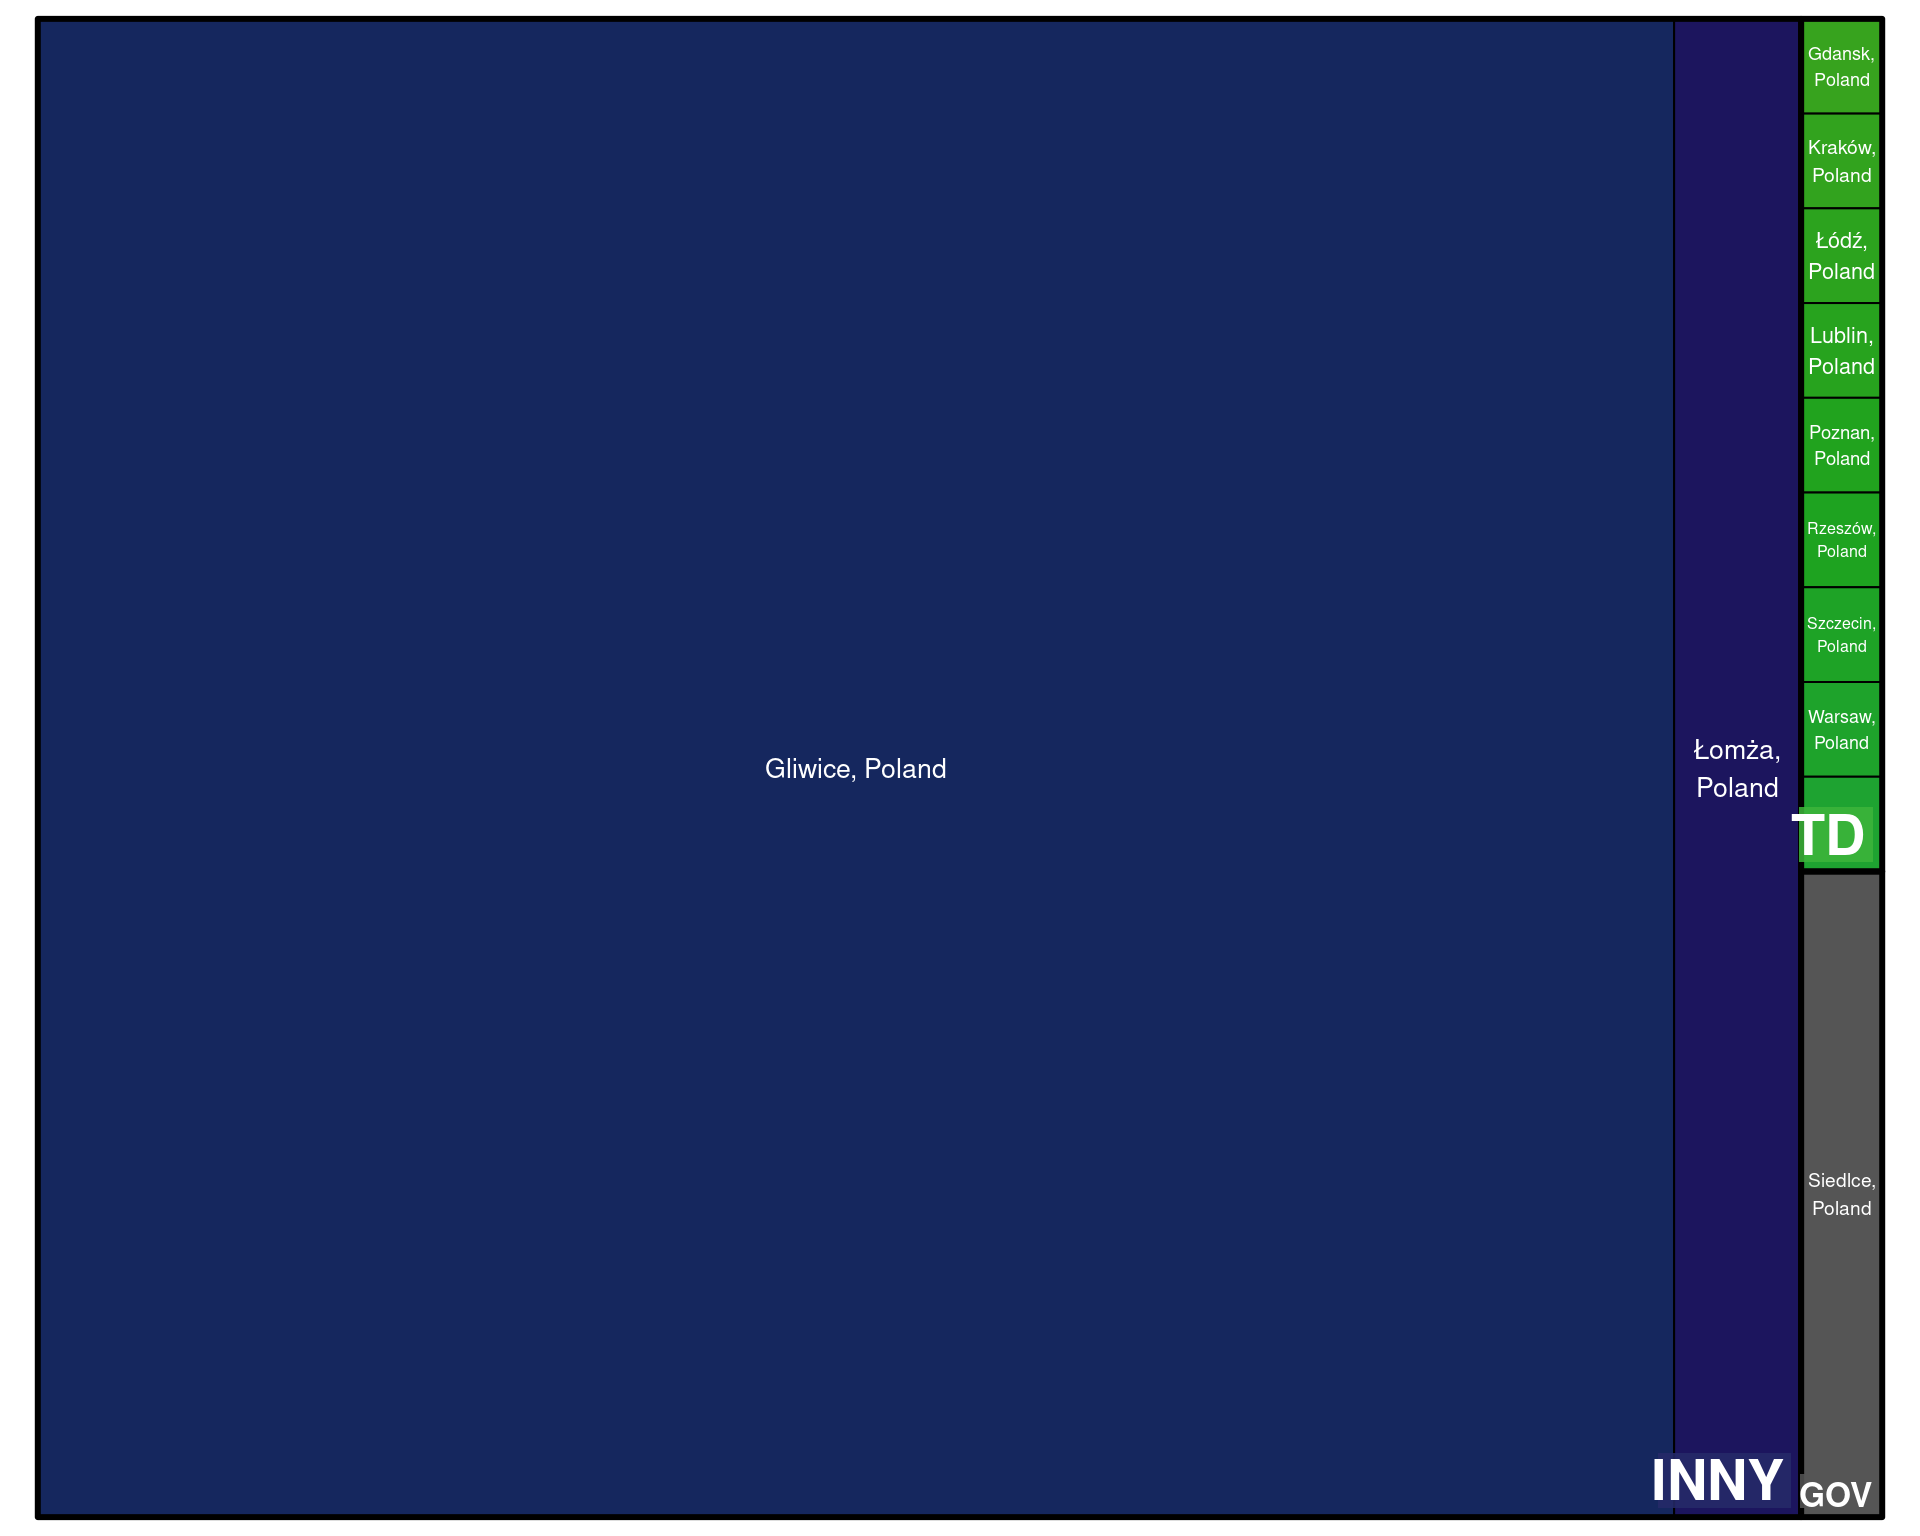 Gliwice, Poland
Łomża,
Poland
INNY
Gdansk,
Poland
Kraków,
Poland
Łódź,
Poland
Lublin,
Poland
Poznan,
Poland
Rzeszów,
Poland
Szczecin,
Poland
Warsaw,
Poland
TD
Siedlce,
Poland
GOV